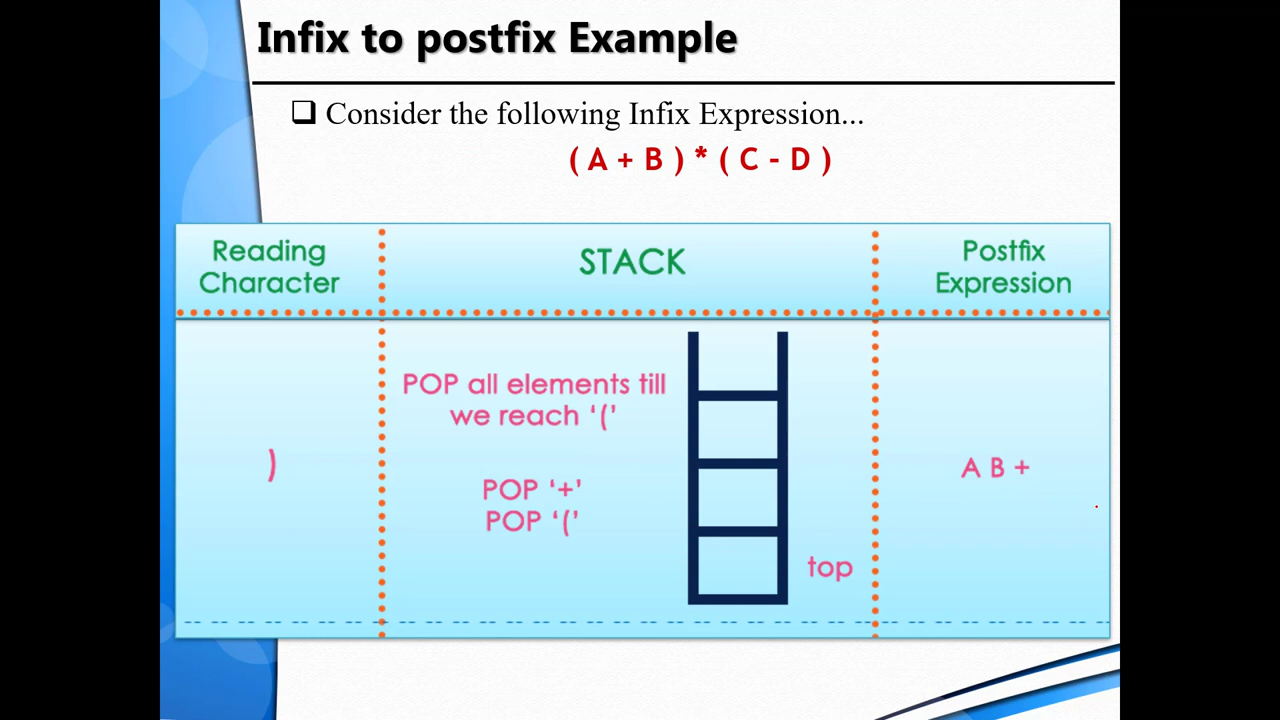 Infix to postfix Example
❑ Consider the following Infix Expression...
( A + B ) * ( C - D )
Reading
Character
STACK
Postfix
Expression
)
POP all elements till
we reach ‘(’
POP ‘+’
POP ‘(’
top
A B +